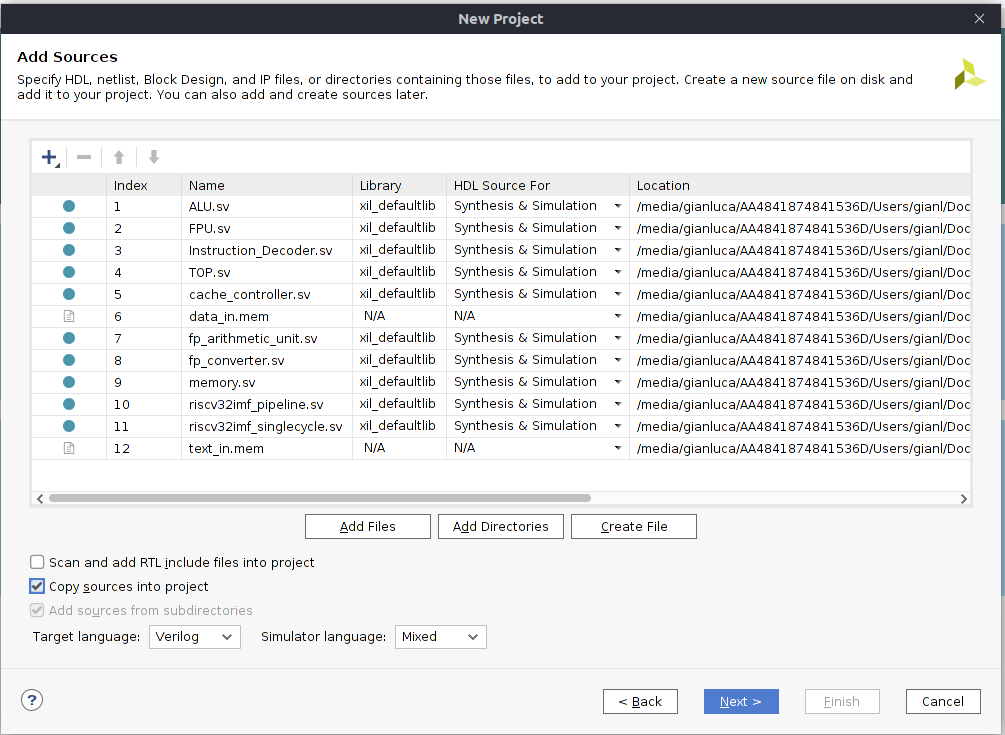 New Project
Add Sources
Specify HDL, netlist, Block Design, and IP files, or directories containing those files, to add to your project. Create a new source file on disk and
add it to your project. You can also add and create sources later.
Index Name Library HDL Source For Location
1 ALU.sv xil_defaultlib Synthesis & Simulation /media/gianluca/AA4841874841536D/Users/gianl/Doc
2 FPU.sv xil_defaultlib Synthesis & Simulation /media/gianluca/AA4841874841536D/Users/gianl/Doc
3 Instruction_Decoder.sv xil_defaultlib Synthesis & Simulation /media/gianluca/AA4841874841536D/Users/gianl/Doc
4 TOP.sv xil_defaultlib Synthesis & Simulation /media/gianluca/AA4841874841536D/Users/gianl/Doc
5 cache_controller.sv xil_defaultlib Synthesis & Simulation /media/gianluca/AA4841874841536D/Users/gianl/Doc
6 data_in.mem N/A N/A /media/gianluca/AA4841874841536D/Users/gianl/Doc
7 fp_arithmetic_unit.sv xil_defaultlib Synthesis & Simulation /media/gianluca/AA4841874841536D/Users/gianl/Doc
8 fp_converter.sv xil_defaultlib Synthesis & Simulation /media/gianluca/AA4841874841536D/Users/gianl/Doc
9 memory.sv xil_defaultlib Synthesis & Simulation /media/gianluca/AA4841874841536D/Users/gianl/Doc
10 riscv32imf_pipeline.sv xil_defaultlib Synthesis & Simulation /media/gianluca/AA4841874841536D/Users/gianl/Doc
11 riscv32imf_singlecycle.sv xil_defaultlib Synthesis & Simulation /media/gianluca/AA4841874841536D/Users/gianl/Doc
12 text_in.mem N/A N/A /media/gianluca/AA4841874841536D/Users/gianl/Doc
Add Files Add Directories Create File
Scan and add RTL include files into project
Copy sources into project
Add sources from subdirectories
Target language: Verilog Simulator language: Mixed
? < Back Next > Finish Cancel